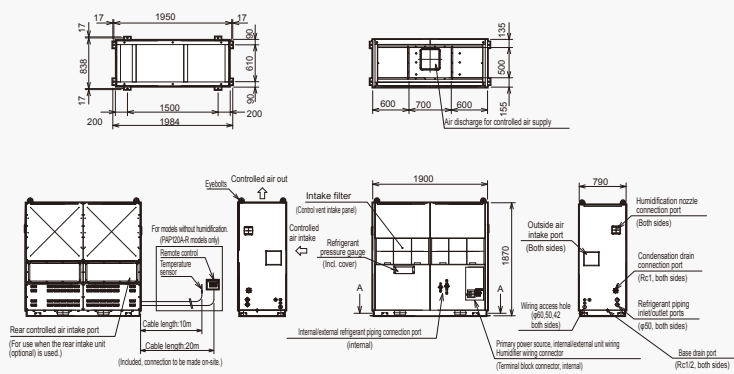 17
1950
17
17
838
17
90
610
90
1500
200
200
1984
135
500
155
600
700
600
Air discharge for controlled air supply
Eyebolts
Controlled air out
For models without humidification.
(PAP120A-R models only)
Remote control
Temperature
sensor
Cable length:10m
Cable length:20m
(Included, connection to be made on-site.)
Rear controlled air intake port
(For use when the rear intake unit
(optional) is used.)
Controlled
air intake
1900
Intake filter
(Control vent intake panel)
Refrigerant
pressure gauge
(Incl. cover)
A
A
1870
Internal/external refrigerant piping connection port
(internal)
Primary power source, internal/external unit wiring
Humidifier wiring connector
(Terminal block connector, internal)
790
Humidification nozzle
connection port
(Both sides)
Outside air
intake port
(Both sides)
Condensation drain
connection port
(Rc1, both sides)
Wiring access hole
(φ60,50,42
both sides)
Refrigerant piping
inlet/outlet ports
(φ50, both sides)
Base drain port
(Rc1/2, both sides)